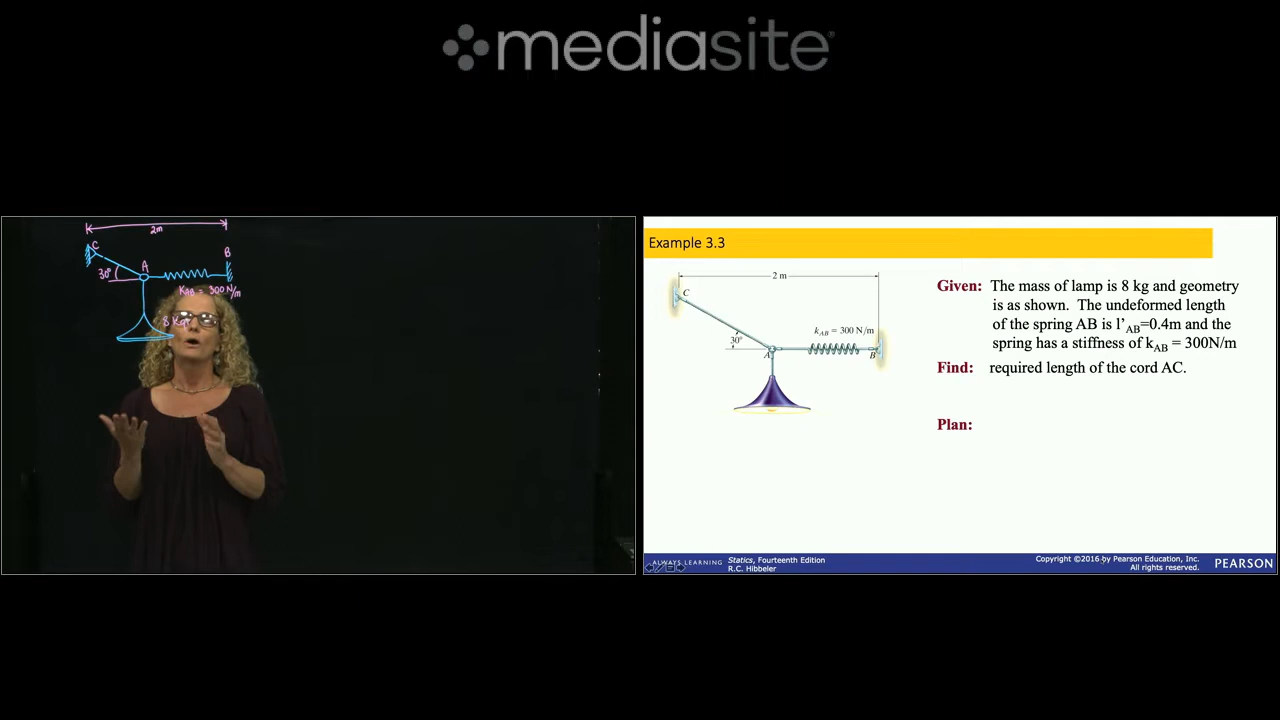 mediasite
2m
C
30°
A
B
KAB = 300 N/m
8 Kg
Example 3.3
2 m
C
kAB = 300 N/m
30°
A
B
Given: The mass of lamp is 8 kg and geometry
is as shown. The undeformed length
of the spring AB is l’AB=0.4m and the
spring has a stiffness of kAB = 300N/m
Find: required length of the cord AC.
Plan:
ALWAYS LEARNING
Statics, Fourteenth Edition
R.C. Hibbeler
Copyright ©2016 by Pearson Education, Inc.
All rights reserved.
PEARSON